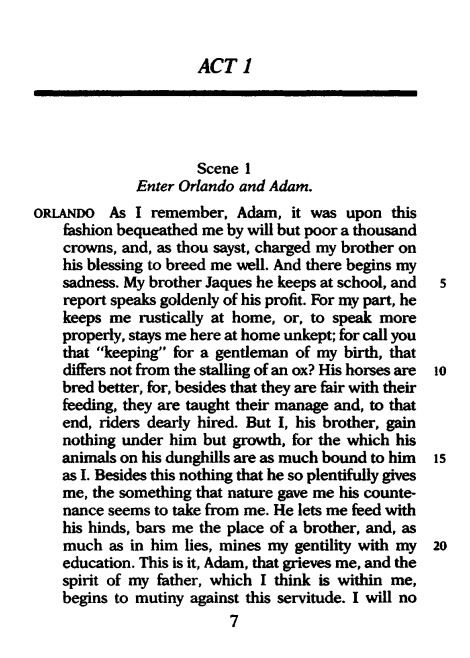 ACT 1
Scene 1
Enter Orlando and Adam.
ORLANDO As I remember, Adam, it was upon this
fashion bequeathed me by will but poor a thousand
crowns, and, as thou sayst, charged my brother on
his blessing to breed me well. And there begins my
sadness. My brother Jaques he keeps at school, and 5
report speaks goldenly of his profit. For my part, he
keeps me rustically at home, or, to speak more
properly, stays me here at home unkept; for call you
that “keeping” for a gentleman of my birth, that
differs not from the stalling of an ox? His horses are 10
bred better, for, besides that they are fair with their
feeding, they are taught their manage and, to that
end, riders dearly hired. But I, his brother, gain
nothing under him but growth, for the which his
animals on his dunghills are as much bound to him 15
as I. Besides this nothing that he so plentifully gives
me, the something that nature gave me his counte-
nance seems to take from me. He lets me feed with
his hinds, bars me the place of a brother, and, as
much as in him lies, mines my gentility with my 20
education. This is it, Adam, that grieves me, and the
spirit of my father, which I think is within me,
begins to mutiny against this servitude. I will no
7